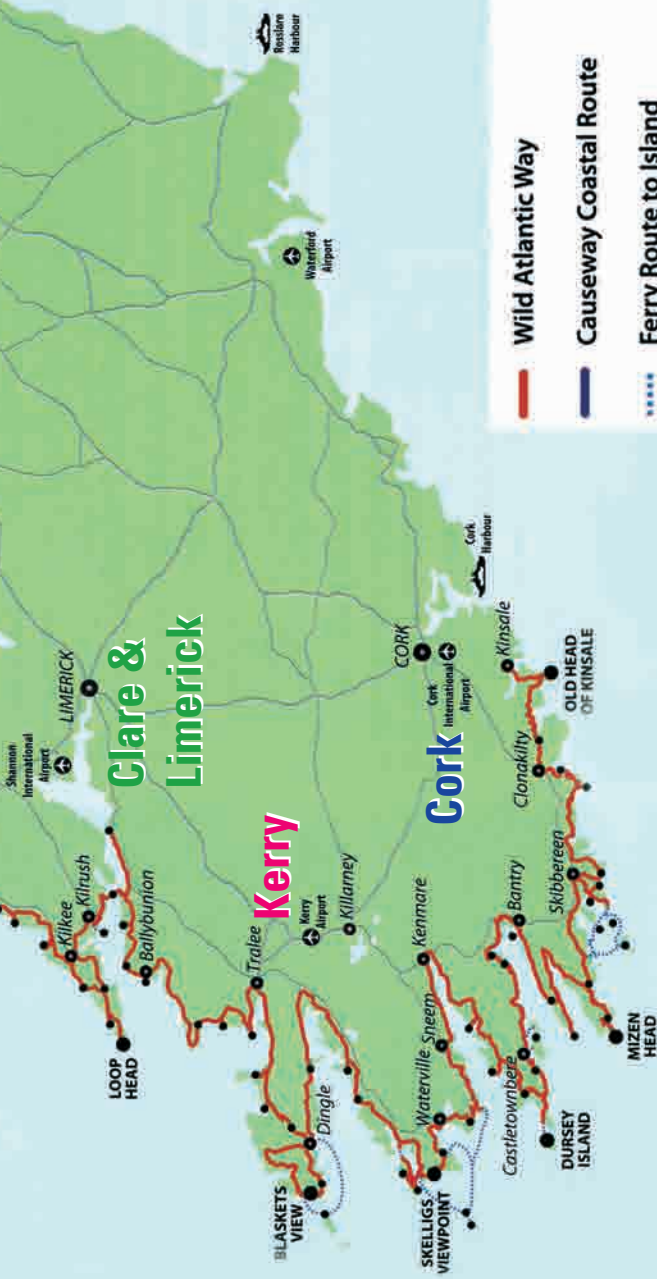 Shannon
International
Airport
LIMERICK
Clare &
Limerick
Kilkee
Kilrush
LOOP
HEAD
Ballybunion
Tralee
Kerry
Kerry
Airport
Killarney
Dingle
BLASKETS
VIEW
Rosslare
Harbour
Waterford
Airport
CORK
Cork
International
Airport
Cork
Harbour
Cork
Kenmare
Sneem
Waterville
SKELLIGS
VIEWPOINT
Castletownbere
DURSEY
ISLAND
Bantry
MIZEN
HEAD
Skibbereen
Clonakilty
Kinsale
OLD HEAD
OF KINSALE
Wild Atlantic Way
Causeway Coastal Route
Ferry Route to Island